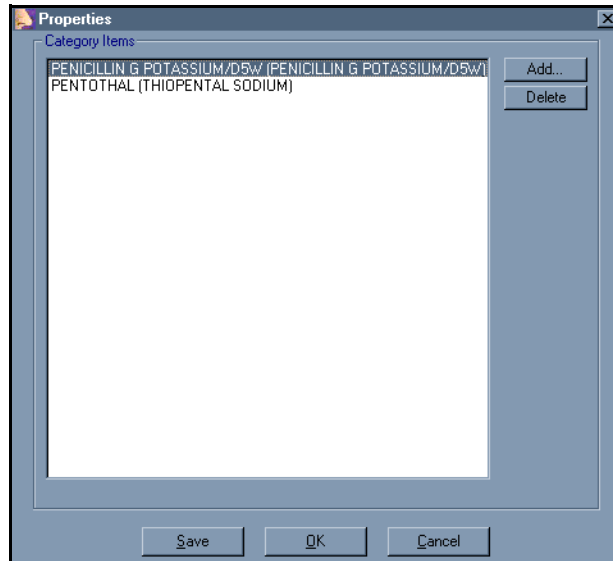 Properties
Category Items
PENICILLIN G POTASSIUM/D5W (PENICILLIN G POTASSIUM/D5W)
PENTOTHAL (THIOPENTAL SODIUM)
Add...
Delete
Save
OK
Cancel